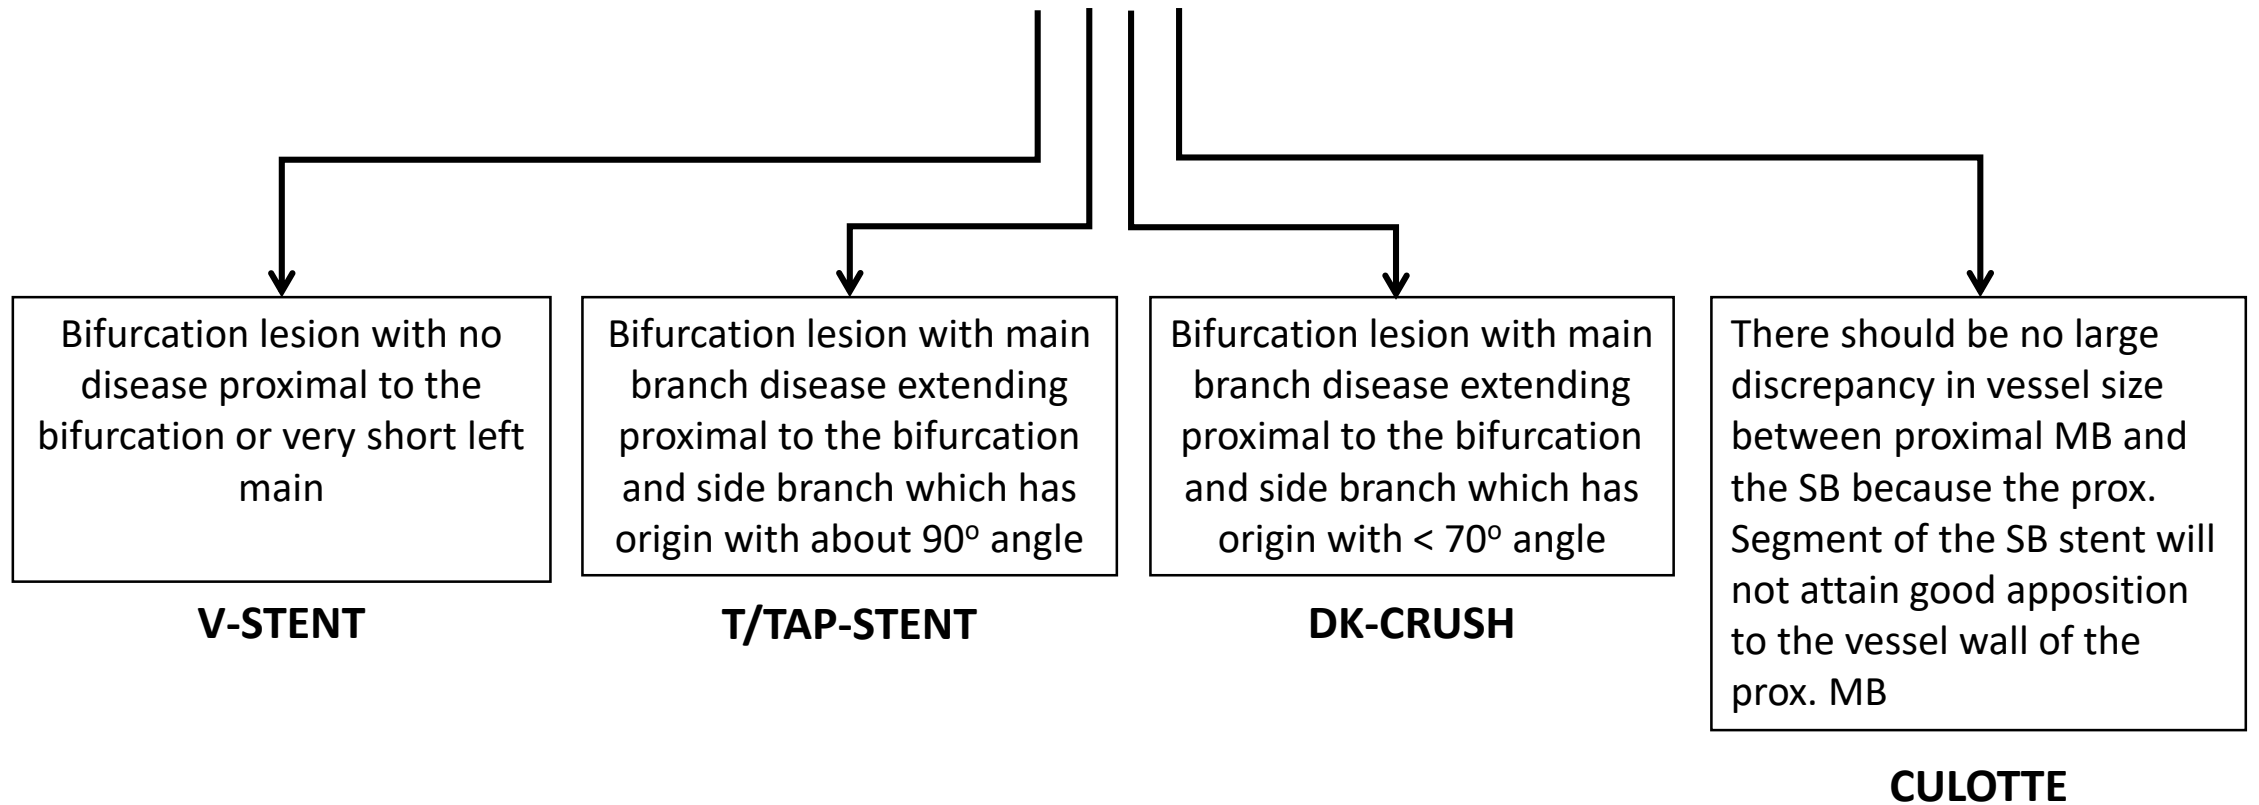 Bifurcation lesion with no
disease proximal to the
bifurcation or very short left
main
V-STENT
Bifurcation lesion with main
branch disease extending
proximal to the bifurcation
and side branch which has
origin with about 90º angle
T/TAP-STENT
Bifurcation lesion with main
branch disease extending
proximal to the bifurcation
and side branch which has
origin with < 70º angle
DK-CRUSH
There should be no large
discrepancy in vessel size
between proximal MB and
the SB because the prox.
Segment of the SB stent will
not attain good apposition
to the vessel wall of the
prox. MB
CULOTTE